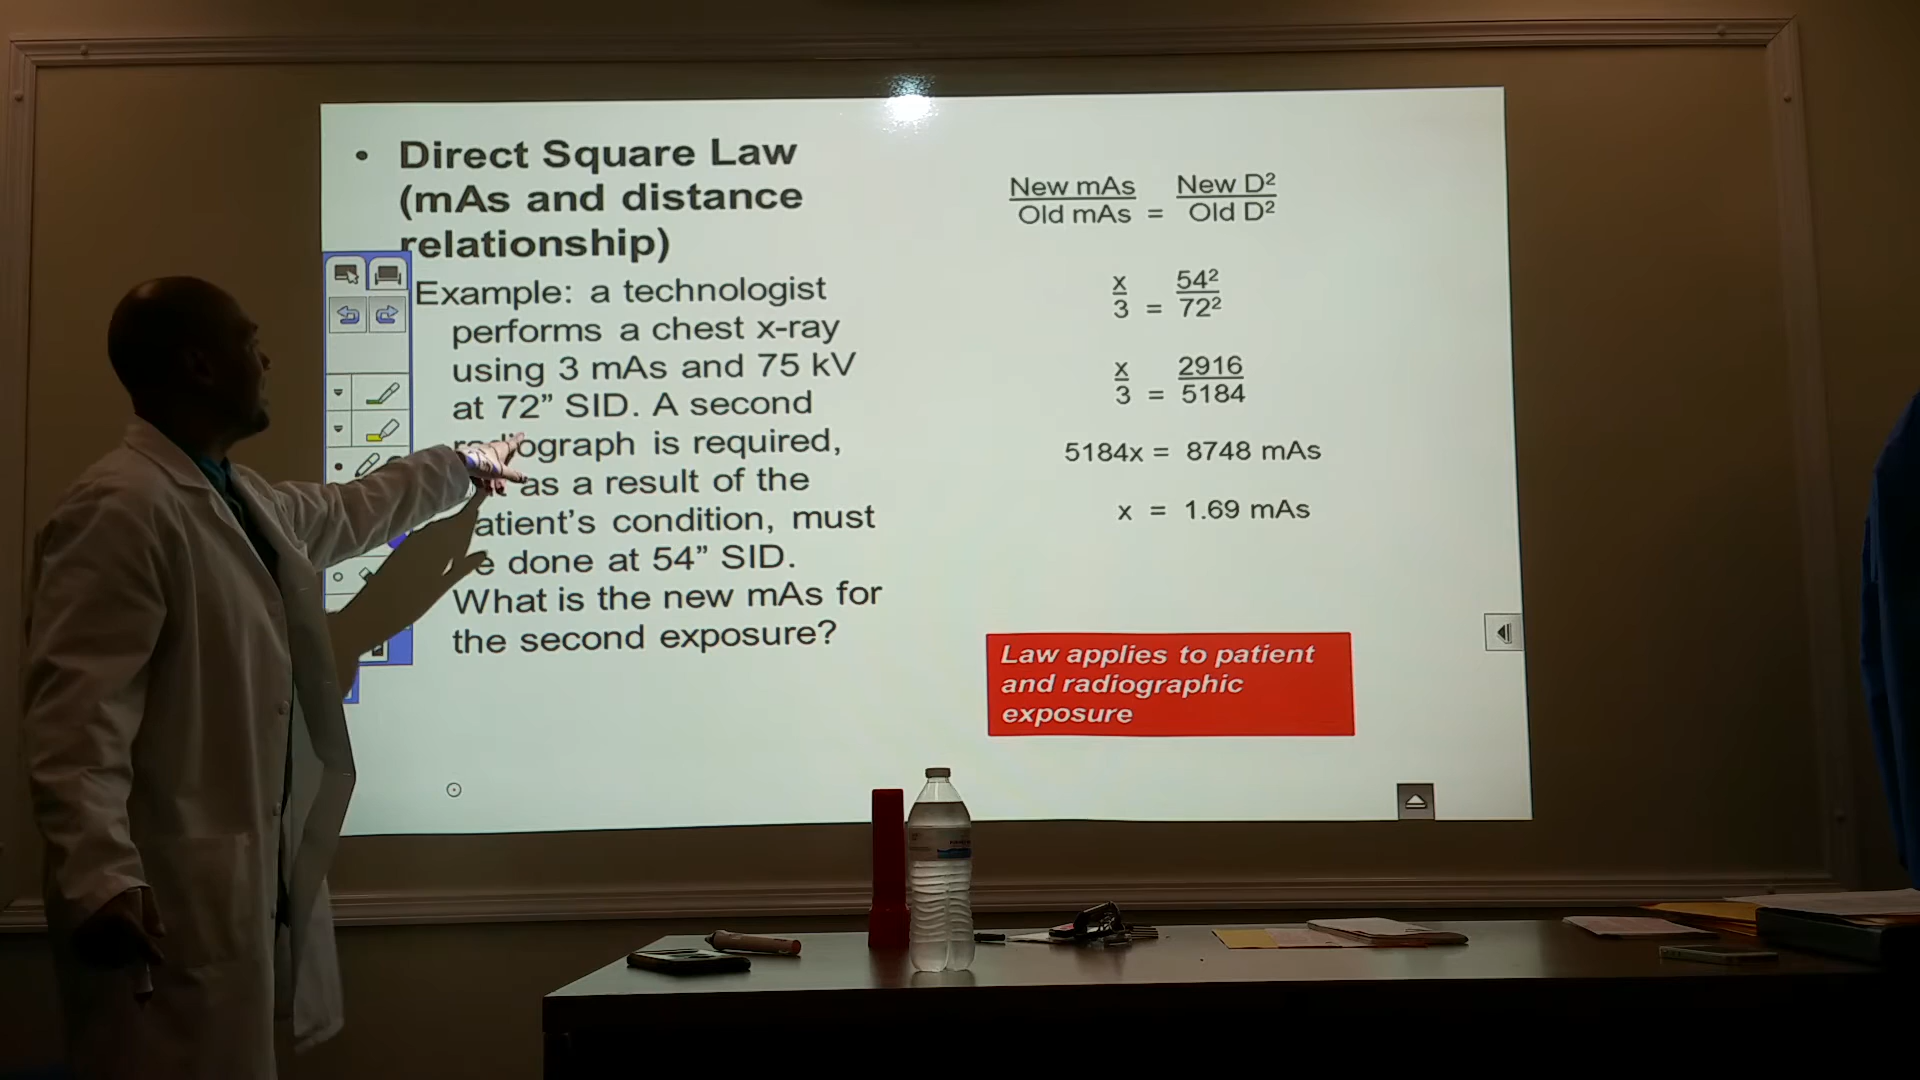 • Direct Square Law
(mAs and distance
relationship)
Example: a technologist
performs a chest x-ray
using 3 mAs and 75 kV
at 72” SID. A second
is required,
as a result of the
condition, must
done at 54” SID.
What is the new mAs for
the second exposure?
New mAs New D²
Old mAs = Old D²
x 54²
3 = 72²
x 2916
3 = 5184
5184x = 8748 mAs
x = 1.69 mAs
Law applies to patient
and radiographic
exposure